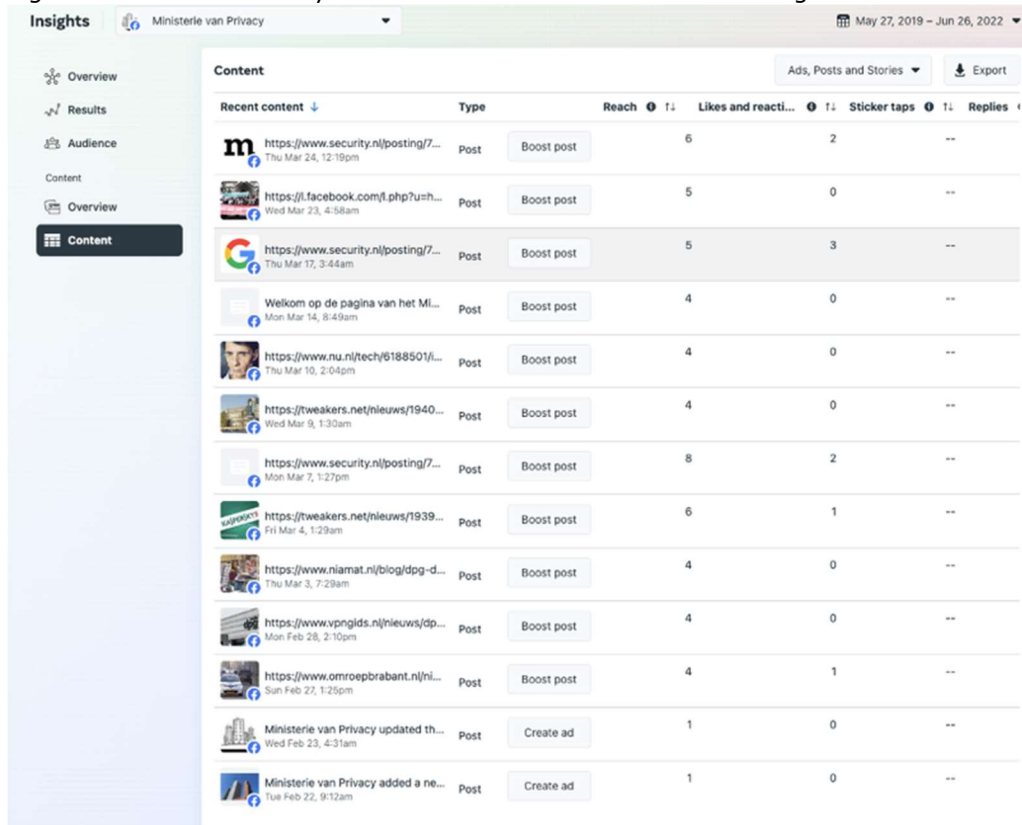 Insights Ministerie van Privacy May 27, 2019 – Jun 26, 2022
Overview
Results
Audience
Content
Overview
Content
Content Ads, Posts and Stories Export
Recent content Type Reach Likes and reacti... Sticker taps Replies
m https://www.security.nl/posting/7... Post Boost post 6 2 --
Thu Mar 24, 12:19pm
https://l.facebook.com/l.php?u=h... Post Boost post 5 0 --
Wed Mar 23, 4:58am
https://www.security.nl/posting/7... Post Boost post 5 3 --
Thu Mar 17, 3:44am
Welkom op de pagina van het Mi... Post Boost post 4 0 --
Mon Mar 14, 8:49am
https://www.nu.nl/tech/6188501/i... Post Boost post 4 0 --
Thu Mar 10, 2:04pm
https://tweakers.net/nieuws/1940... Post Boost post 4 0 --
Wed Mar 9, 1:30am
https://www.security.nl/posting/7... Post Boost post 8 2 --
Mon Mar 7, 1:27pm
https://tweakers.net/nieuws/1939... Post Boost post 6 1 --
Fri Mar 4, 1:29am
https://www.niamat.nl/blog/dpg-d... Post Boost post 4 0 --
Thu Mar 3, 7:29am
https://www.vpngids.nl/nieuws/dp... Post Boost post 4 0 --
Mon Feb 28, 2:10pm
https://www.omroepbrabant.nl/ni... Post Boost post 4 1 --
Sun Feb 27, 1:25pm
Ministerie van Privacy updated th... Post Create ad 1 0 --
Wed Feb 23, 4:31am
Ministerie van Privacy added a ne... Post Create ad 1 0 --
Tue Feb 22, 9:12am